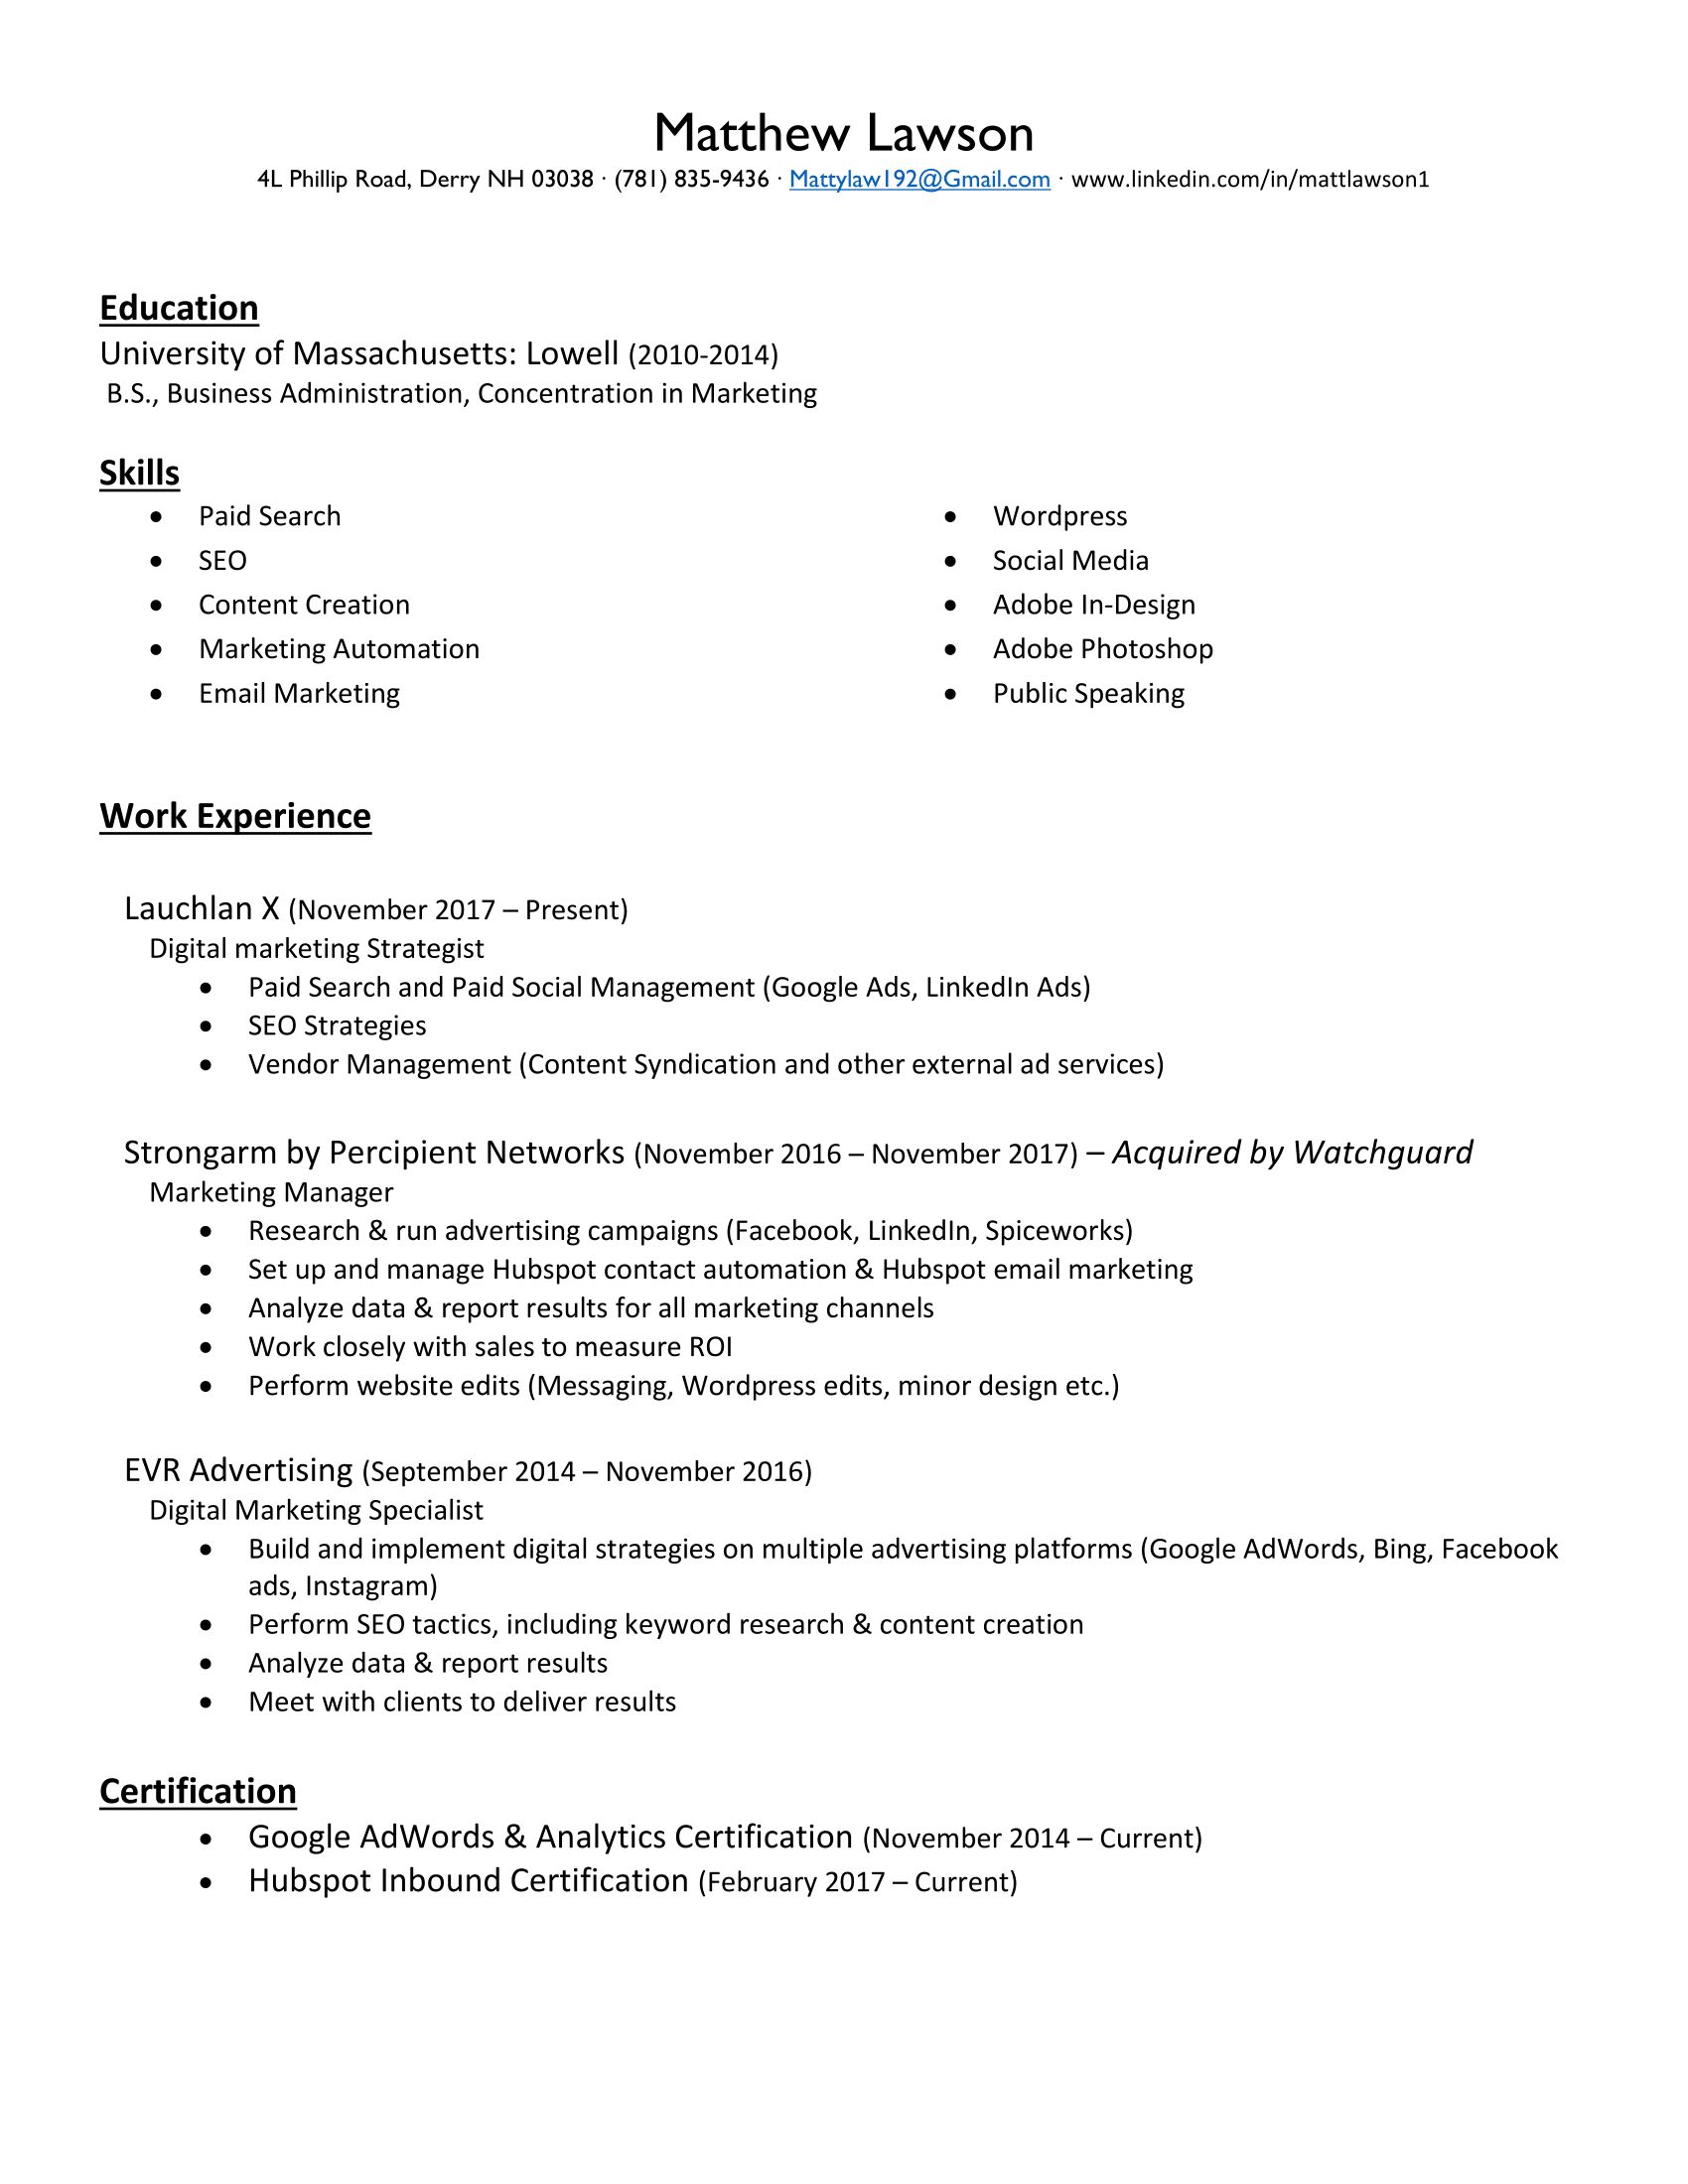 Matthew Lawson
4L Phillip Road, Derry NH 03038 · (781) 835-9436 · Mattylaw192@Gmail.com · www.linkedin.com/in/mattlawson1
Education
University of Massachusetts: Lowell (2010-2014)
B.S., Business Administration, Concentration in Marketing
Skills
• Paid Search
• SEO
• Content Creation
• Marketing Automation
• Email Marketing
• Wordpress
• Social Media
• Adobe In-Design
• Adobe Photoshop
• Public Speaking
Work Experience
Lauchlan X (November 2017 – Present)
Digital marketing Strategist
• Paid Search and Paid Social Management (Google Ads, LinkedIn Ads)
• SEO Strategies
• Vendor Management (Content Syndication and other external ad services)
Strongarm by Percipient Networks (November 2016 – November 2017) – Acquired by Watchguard
Marketing Manager
• Research & run advertising campaigns (Facebook, LinkedIn, Spiceworks)
• Set up and manage Hubspot contact automation & Hubspot email marketing
• Analyze data & report results for all marketing channels
• Work closely with sales to measure ROI
• Perform website edits (Messaging, Wordpress edits, minor design etc.)
EVR Advertising (September 2014 – November 2016)
Digital Marketing Specialist
• Build and implement digital strategies on multiple advertising platforms (Google AdWords, Bing, Facebook
ads, Instagram)
• Perform SEO tactics, including keyword research & content creation
• Analyze data & report results
• Meet with clients to deliver results
Certification
• Google AdWords & Analytics Certification (November 2014 – Current)
• Hubspot Inbound Certification (February 2017 – Current)